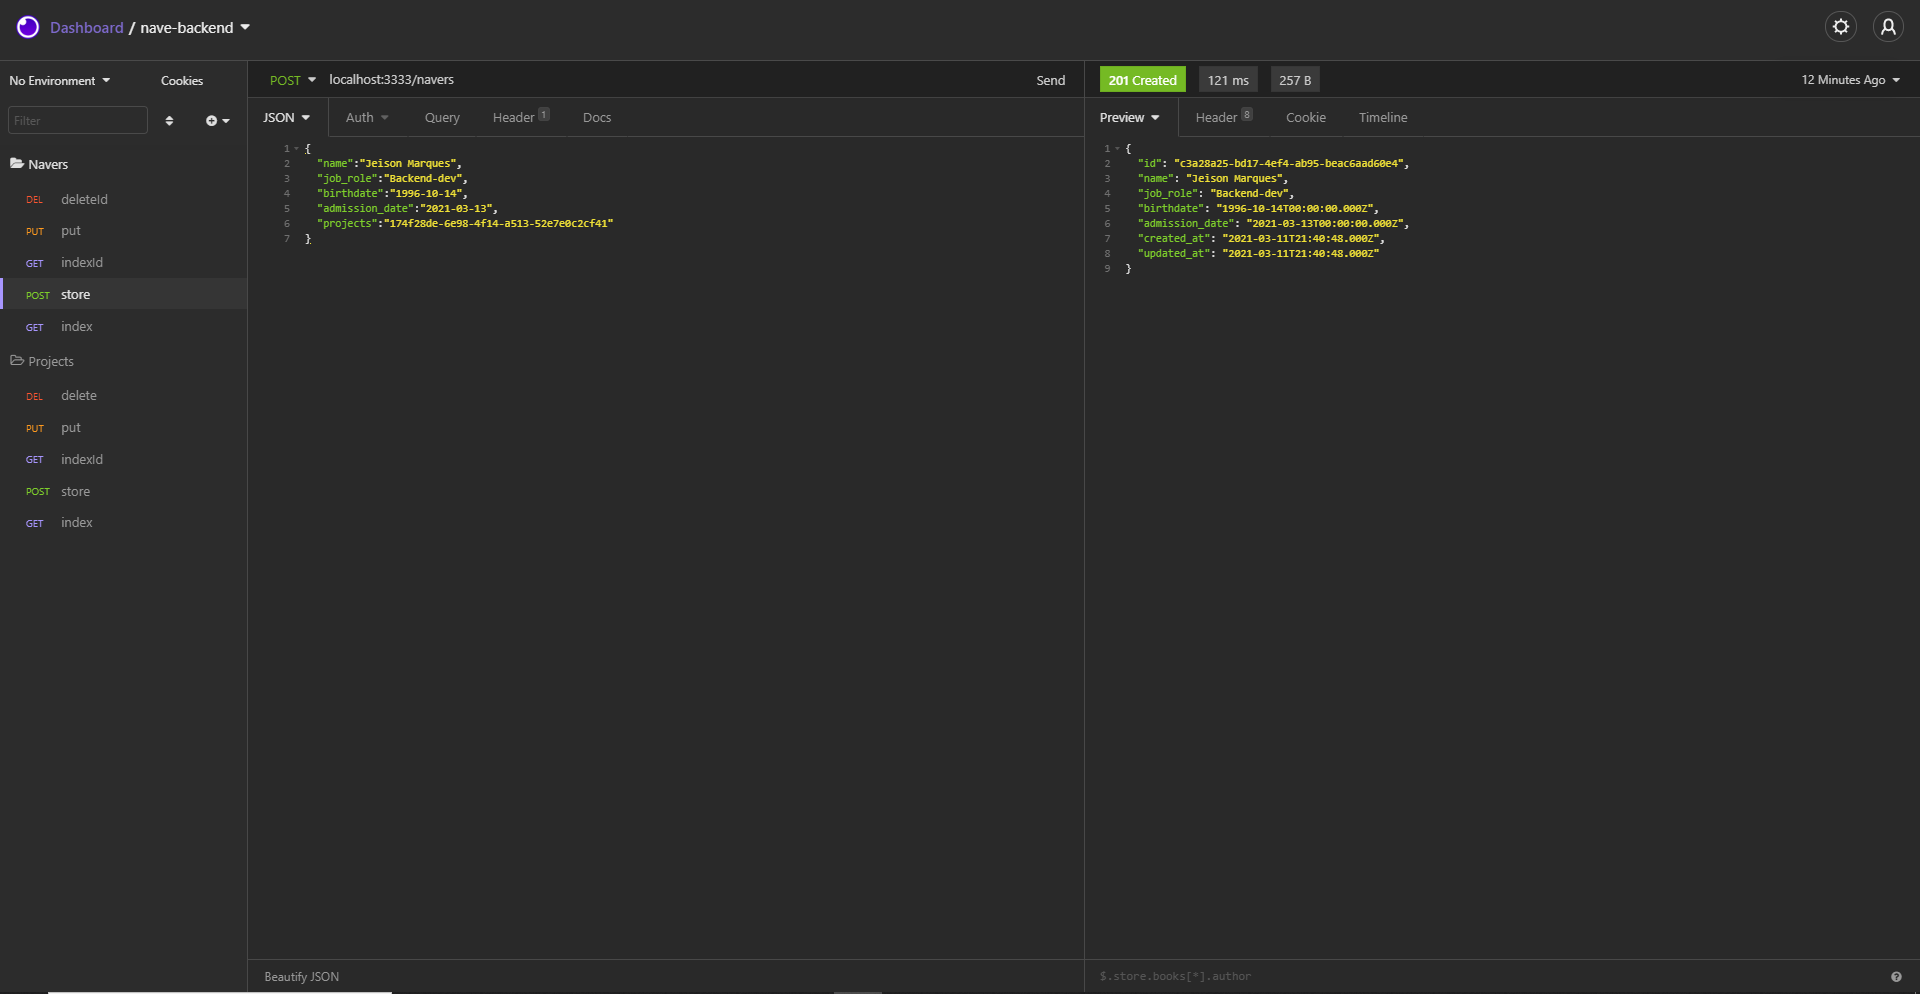 Dashboard / nave-backend
No Environment
Cookies
Filter
Navers
DEL deleteId
PUT put
GET indexId
POST store
GET index
Projects
DEL delete
PUT put
GET indexId
POST store
GET index
POST localhost:3333/navers Send
JSON Auth Query Header 1 Docs
1 {
2 "name":"Jeison Marques",
3 "job_role":"Backend-dev",
4 "birthdate":"1996-10-14",
5 "admission_date":"2021-03-13",
6 "projects":"174f28de-6e98-4f14-a513-52e7e0c2cf41"
7 }
Beautify JSON
201 Created 121 ms 257 B 12 Minutes Ago
Preview Header 8 Cookie Timeline
1 {
2 "id": "c3a28a25-bd17-4ef4-ab95-beac6aad60e4",
3 "name": "Jeison Marques",
4 "job_role": "Backend-dev",
5 "birthdate": "1996-10-14T00:00:00.000Z",
6 "admission_date": "2021-03-13T00:00:00.000Z",
7 "created_at": "2021-03-11T21:40:48.000Z",
8 "updated_at": "2021-03-11T21:40:48.000Z"
9 }
$.store.books[*].author